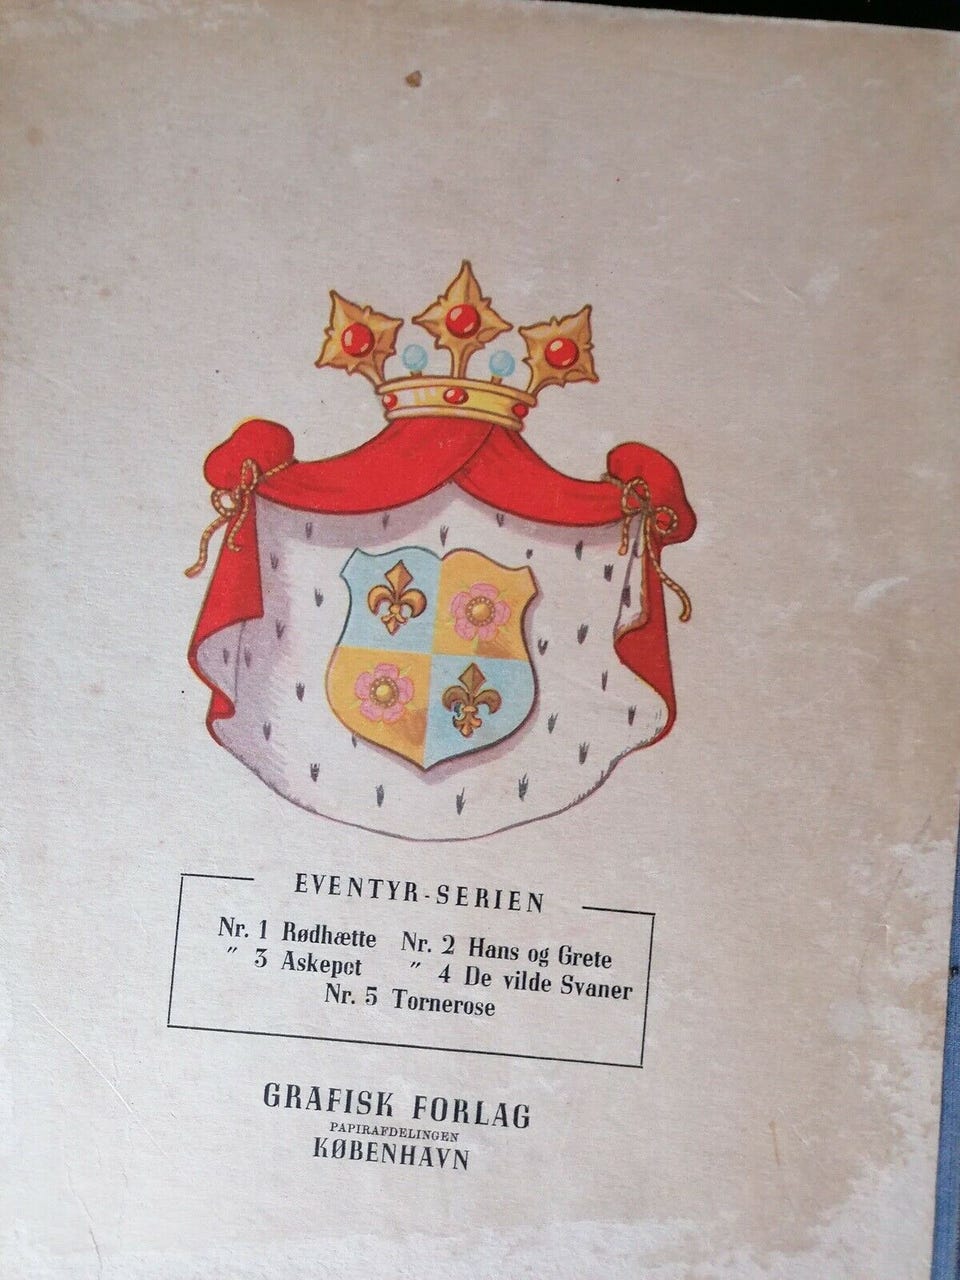 EVENTYR-SERIEN
Nr. 1 Rødhætte Nr. 2 Hans og Grete
" 3 Askepot " 4 De vilde Svaner
Nr. 5 Tornerose
GRAFISK FORLAG
PAPIRAFDELINGEN
KØBENHAVN